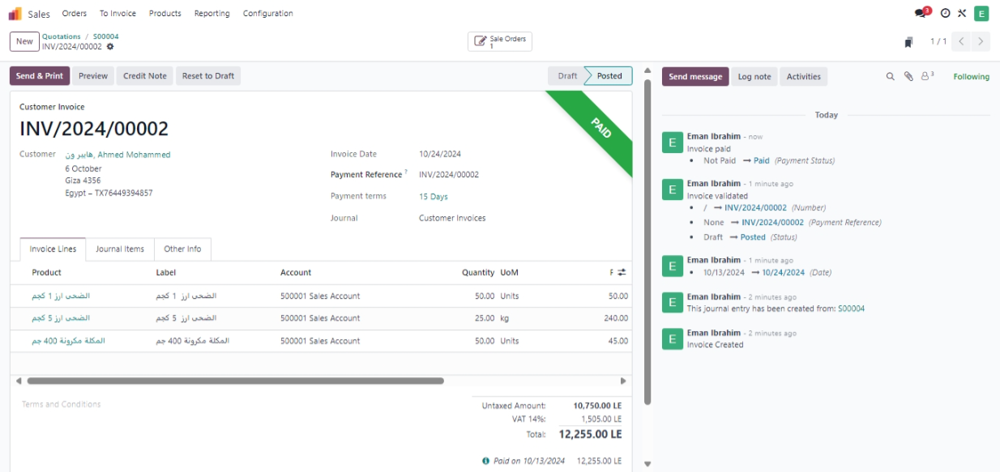 Sales Orders To Invoice Products Reporting Configuration
3 E
New Quotations / S00004
INV/2024/00002
Sale Orders
1
1 / 1
Send & Print Preview Credit Note Reset to Draft Draft Posted
Send message Log note Activities 3 Following
Customer Invoice
INV/2024/00002
PAID
Customer هايبر ون, Ahmed Mohammed
6 October
Giza 4356
Egypt – TX76449394857
Invoice Date 10/24/2024
Payment Reference ? INV/2024/00002
Payment terms 15 Days
Journal Customer Invoices
Invoice Lines Journal Items Other Info
Product Label Account Quantity UoM F
الضحى ارز 1 كجم الضحى ارز 1 كجم 500001 Sales Account 50.00 Units 50.00
الضحى ارز 5 كجم الضحى ارز 5 كجم 500001 Sales Account 25.00 kg 240.00
المكلة مكرونة 400 جم المكلة مكرونة 400 جم 500001 Sales Account 50.00 Units 45.00
Terms and Conditions
Untaxed Amount: 10,750.00 LE
VAT 14%: 1,505.00 LE
Total: 12,255.00 LE
Paid on 10/13/2024 12,255.00 LE
Today
E Eman Ibrahim - now
Invoice paid
• Not Paid → Paid (Payment Status)
E Eman Ibrahim - 1 minute ago
Invoice validated
• / → INV/2024/00002 (Number)
• None → INV/2024/00002 (Payment Reference)
• Draft → Posted (Status)
E Eman Ibrahim - 1 minute ago
• 10/13/2024 → 10/24/2024 (Date)
E Eman Ibrahim - 2 minutes ago
This journal entry has been created from: S00004
E Eman Ibrahim - 2 minutes ago
Invoice Created